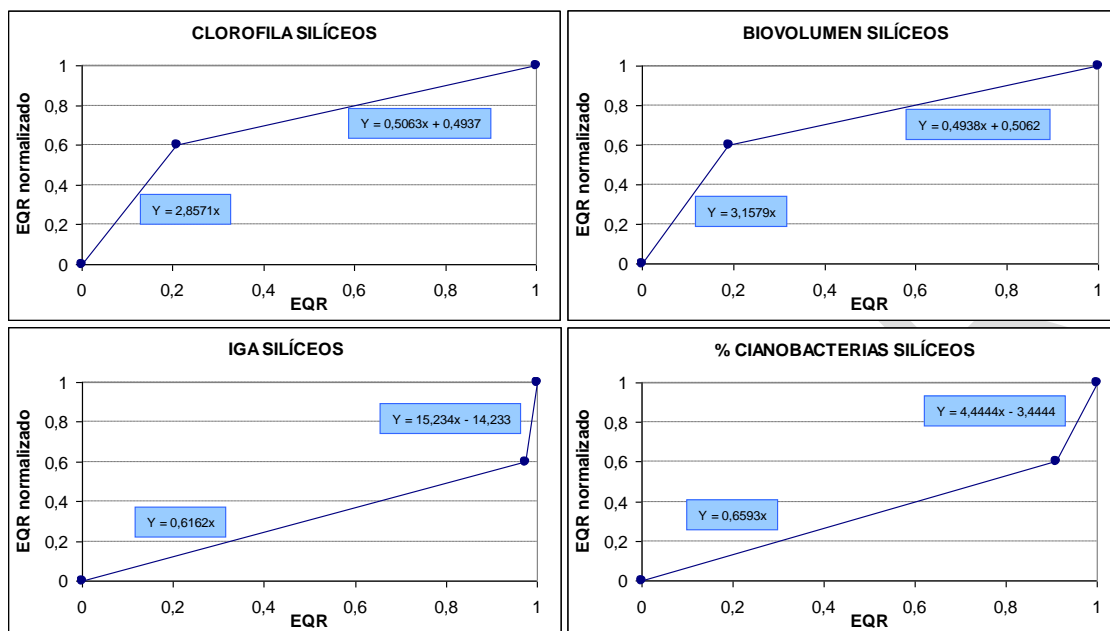 CLOROFILA SILÍCEOS
EQR normalizado
1
0,8
0,6
0,4
0,2
0
Y = 0,5063x + 0,4937
Y = 2,8571x
0 0,2 0,4 0,6 0,8 1
EQR
BIOVOLUMEN SILÍCEOS
EQR normalizado
1
0,8
0,6
0,4
0,2
0
Y = 0,4938x + 0,5062
Y = 3,1579x
0 0,2 0,4 0,6 0,8 1
EQR
IGA SILÍCEOS
EQR normalizado
1
0,8
0,6
0,4
0,2
0
Y = 15,234x - 14,233
Y = 0,6162x
0 0,2 0,4 0,6 0,8 1
EQR
% CIANOBACTERIAS SILÍCEOS
EQR normalizado
1
0,8
0,6
0,4
0,2
0
Y = 4,4444x - 3,4444
Y = 0,6593x
0 0,2 0,4 0,6 0,8 1
EQR